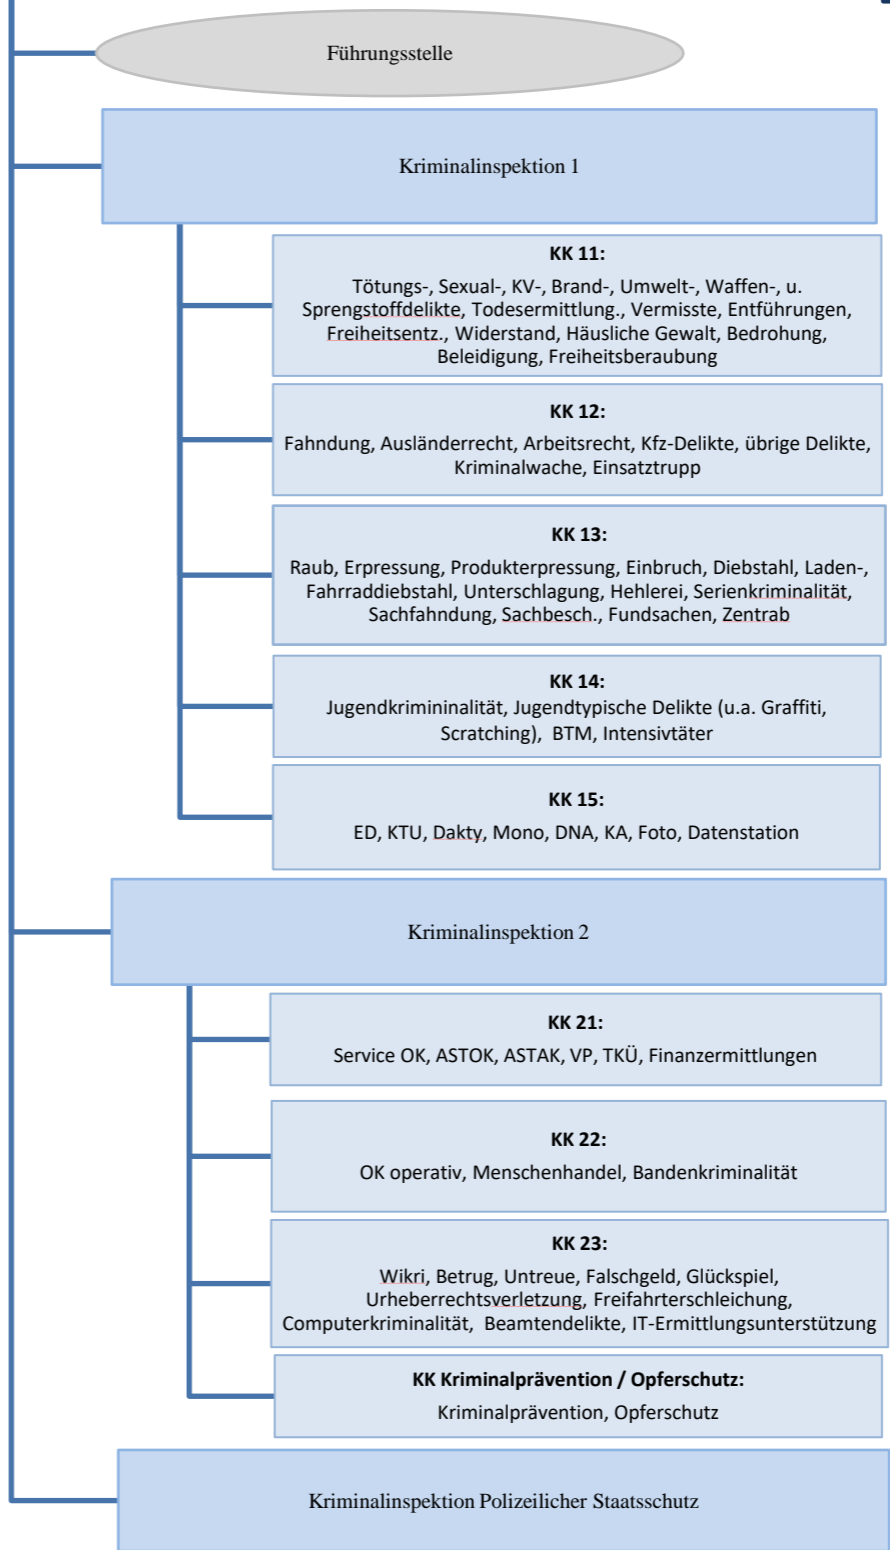 Führungsstelle
Kriminalinspektion 1
KK 11:
Tötungs-, Sexual-, KV-, Brand-, Umwelt-, Waffen-, u.
Sprengstoffdelikte, Todesermittlung., Vermisste, Entführungen,
Freiheitsentz., Widerstand, Häusliche Gewalt, Bedrohung,
Beleidigung, Freiheitsberaubung
KK 12:
Fahndung, Ausländerrecht, Arbeitsrecht, Kfz-Delikte, übrige Delikte,
Kriminalwache, Einsatztrupp
KK 13:
Raub, Erpressung, Produkterpressung, Einbruch, Diebstahl, Laden-,
Fahrraddiebstahl, Unterschlagung, Hehlerei, Serienkriminalität,
Sachfahndung, Sachbesch., Fundsachen, Zentrab
KK 14:
Jugendkrimininalität, Jugendtypische Delikte (u.a. Graffiti,
Scratching), BTM, Intensivtäter
KK 15:
ED, KTU, Dakty, Mono, DNA, KA, Foto, Datenstation
Kriminalinspektion 2
KK 21:
Service OK, ASTOK, ASTAK, VP, TKÜ, Finanzermittlungen
KK 22:
OK operativ, Menschenhandel, Bandenkriminalität
KK 23:
Wikri, Betrug, Untreue, Falschgeld, Glückspiel,
Urheberrechtsverletzung, Freifahrterschleichung,
Computerkriminalität, Beamtendelikte, IT-Ermittlungsunterstützung
KK Kriminalprävention / Opferschutz:
Kriminalprävention, Opferschutz
Kriminalinspektion Polizeilicher Staatsschutz